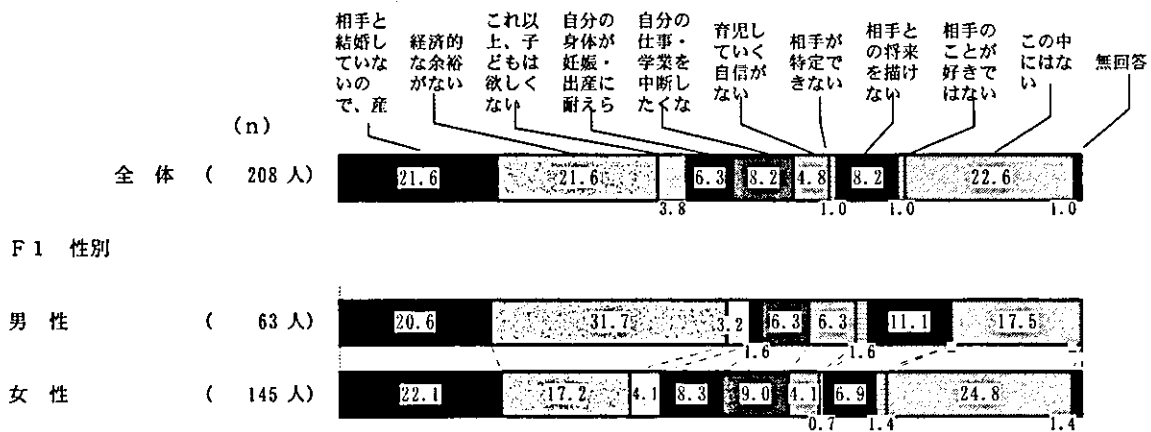 相手と
結婚し
ていな
いの
で、産
経済的
な余裕
がない
これ以
上、子
どもは
欲しく
ない
自分の
身体が
妊娠・
出産に
耐えら
自分の
仕事・
学業を
中断し
たくな
育児し
ていく
自信が
ない
相手が
特定で
きない
相手と
の将来
を描け
ない
相手の
ことが
好きで
はない
この中
にはな
い
無回答
(n)
全 体 ( 208 人) 21.6 21.6 3.8 6.3 8.2 4.8 1.0 8.2 1.0 22.6 1.0
F1 性別
男 性 ( 63 人) 20.6 31.7 3.2 1.6 6.3 6.3 1.6 11.1 - 17.5 -
女 性 ( 145 人) 22.1 17.2 4.1 8.3 9.0 4.1 0.7 6.9 1.4 24.8 1.4